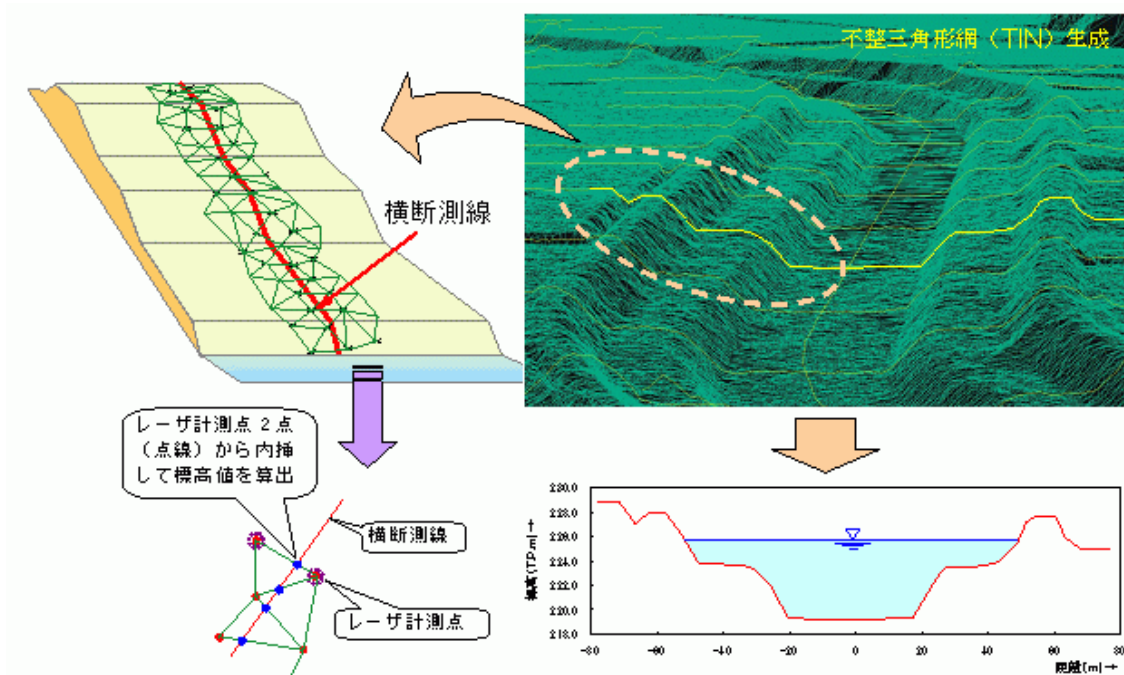 不整三角形網（TIN）生成
横断測線
レーザ計測点２点
（点線）から内挿
して標高値を算出
横断測線
レーザ計測点
標高(T.P.m)→
230.0
228.0
226.0
224.0
222.0
220.0
218.0
-80
-60
-40
-20
0
20
40
60
80
距離(m)→